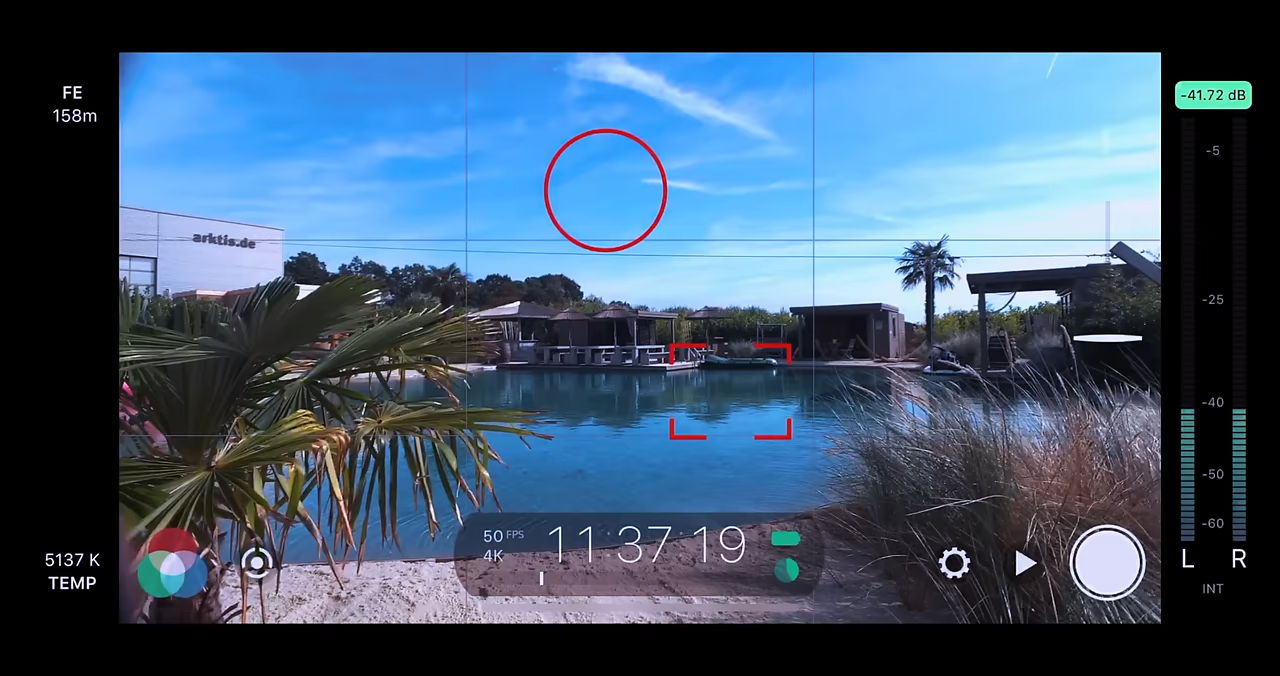 FE
158m
-41.72 dB
-5
arktis.de
-25
-40
-50
-60
50 FPS
4K
11 37 19
5137 K
TEMP
L R
INT